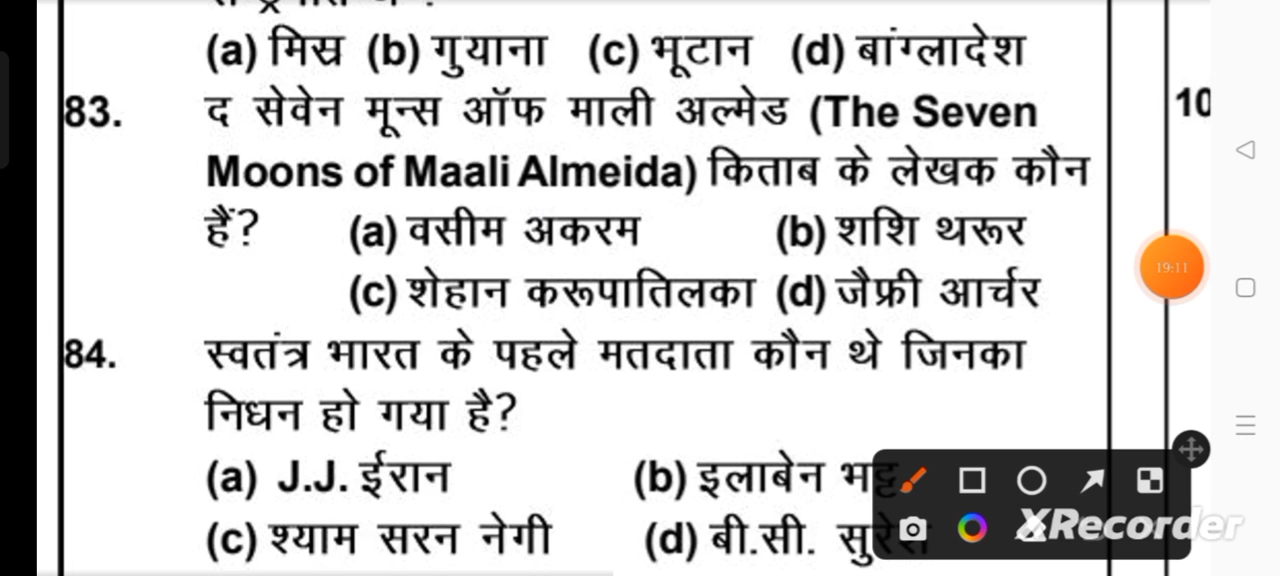 (a) मिस्र (b) गुयाना (c) भूटान (d) बांग्लादेश
83. द सेवेन मून्स ऑफ माली अल्मेड (The Seven
Moons of Maali Almeida) किताब के लेखक कौन
हैं? (a) वसीम अकरम (b) शशि थरूर
(c) शेहान करूपातिलका (d) जैफ्री आर्चर
84. स्वतंत्र भारत के पहले मतदाता कौन थे जिनका
निधन हो गया है?
(a) J.J. ईरान (b) इलाबेन भट्ट
(c) श्याम सरन नेगी (d) बी.सी. सुरेश
10
19:11
XRecorder